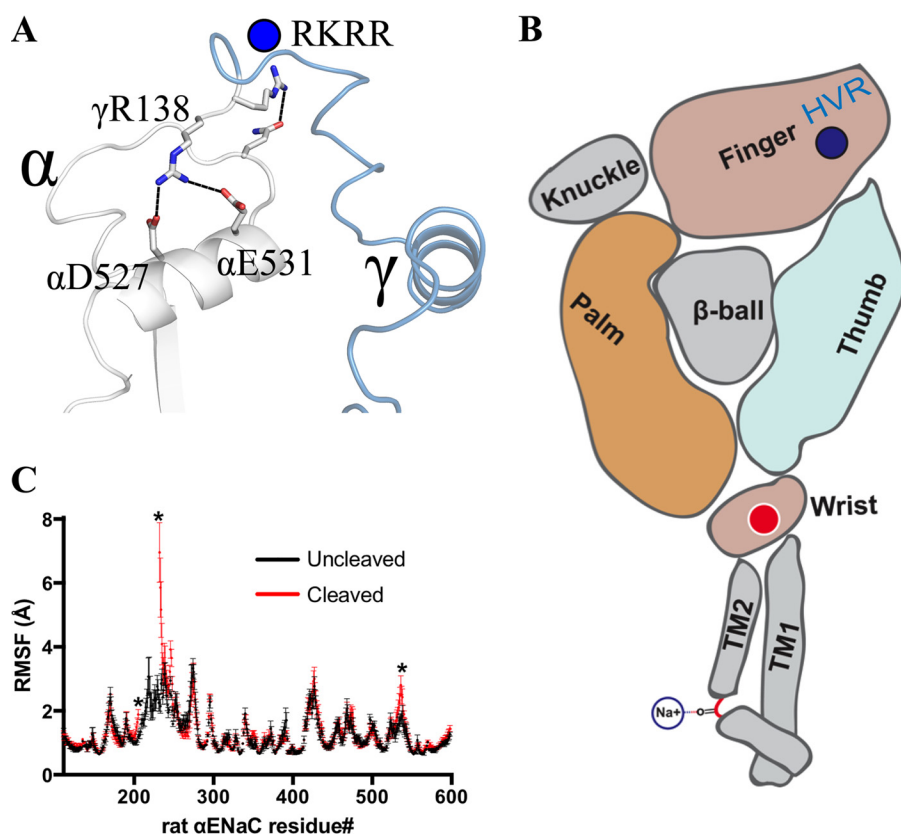 A
RKRR
γR138
α
αD527
αE531
γ
B
HVR
Finger
Knuckle
Palm
β-ball
Thumb
Wrist
TM2
TM1
Na+
o
C
8
6
4
2
0
RMSF (Å)
*
*
*
Uncleaved
Cleaved
200 300 400 500 600
rat αENaC residue#